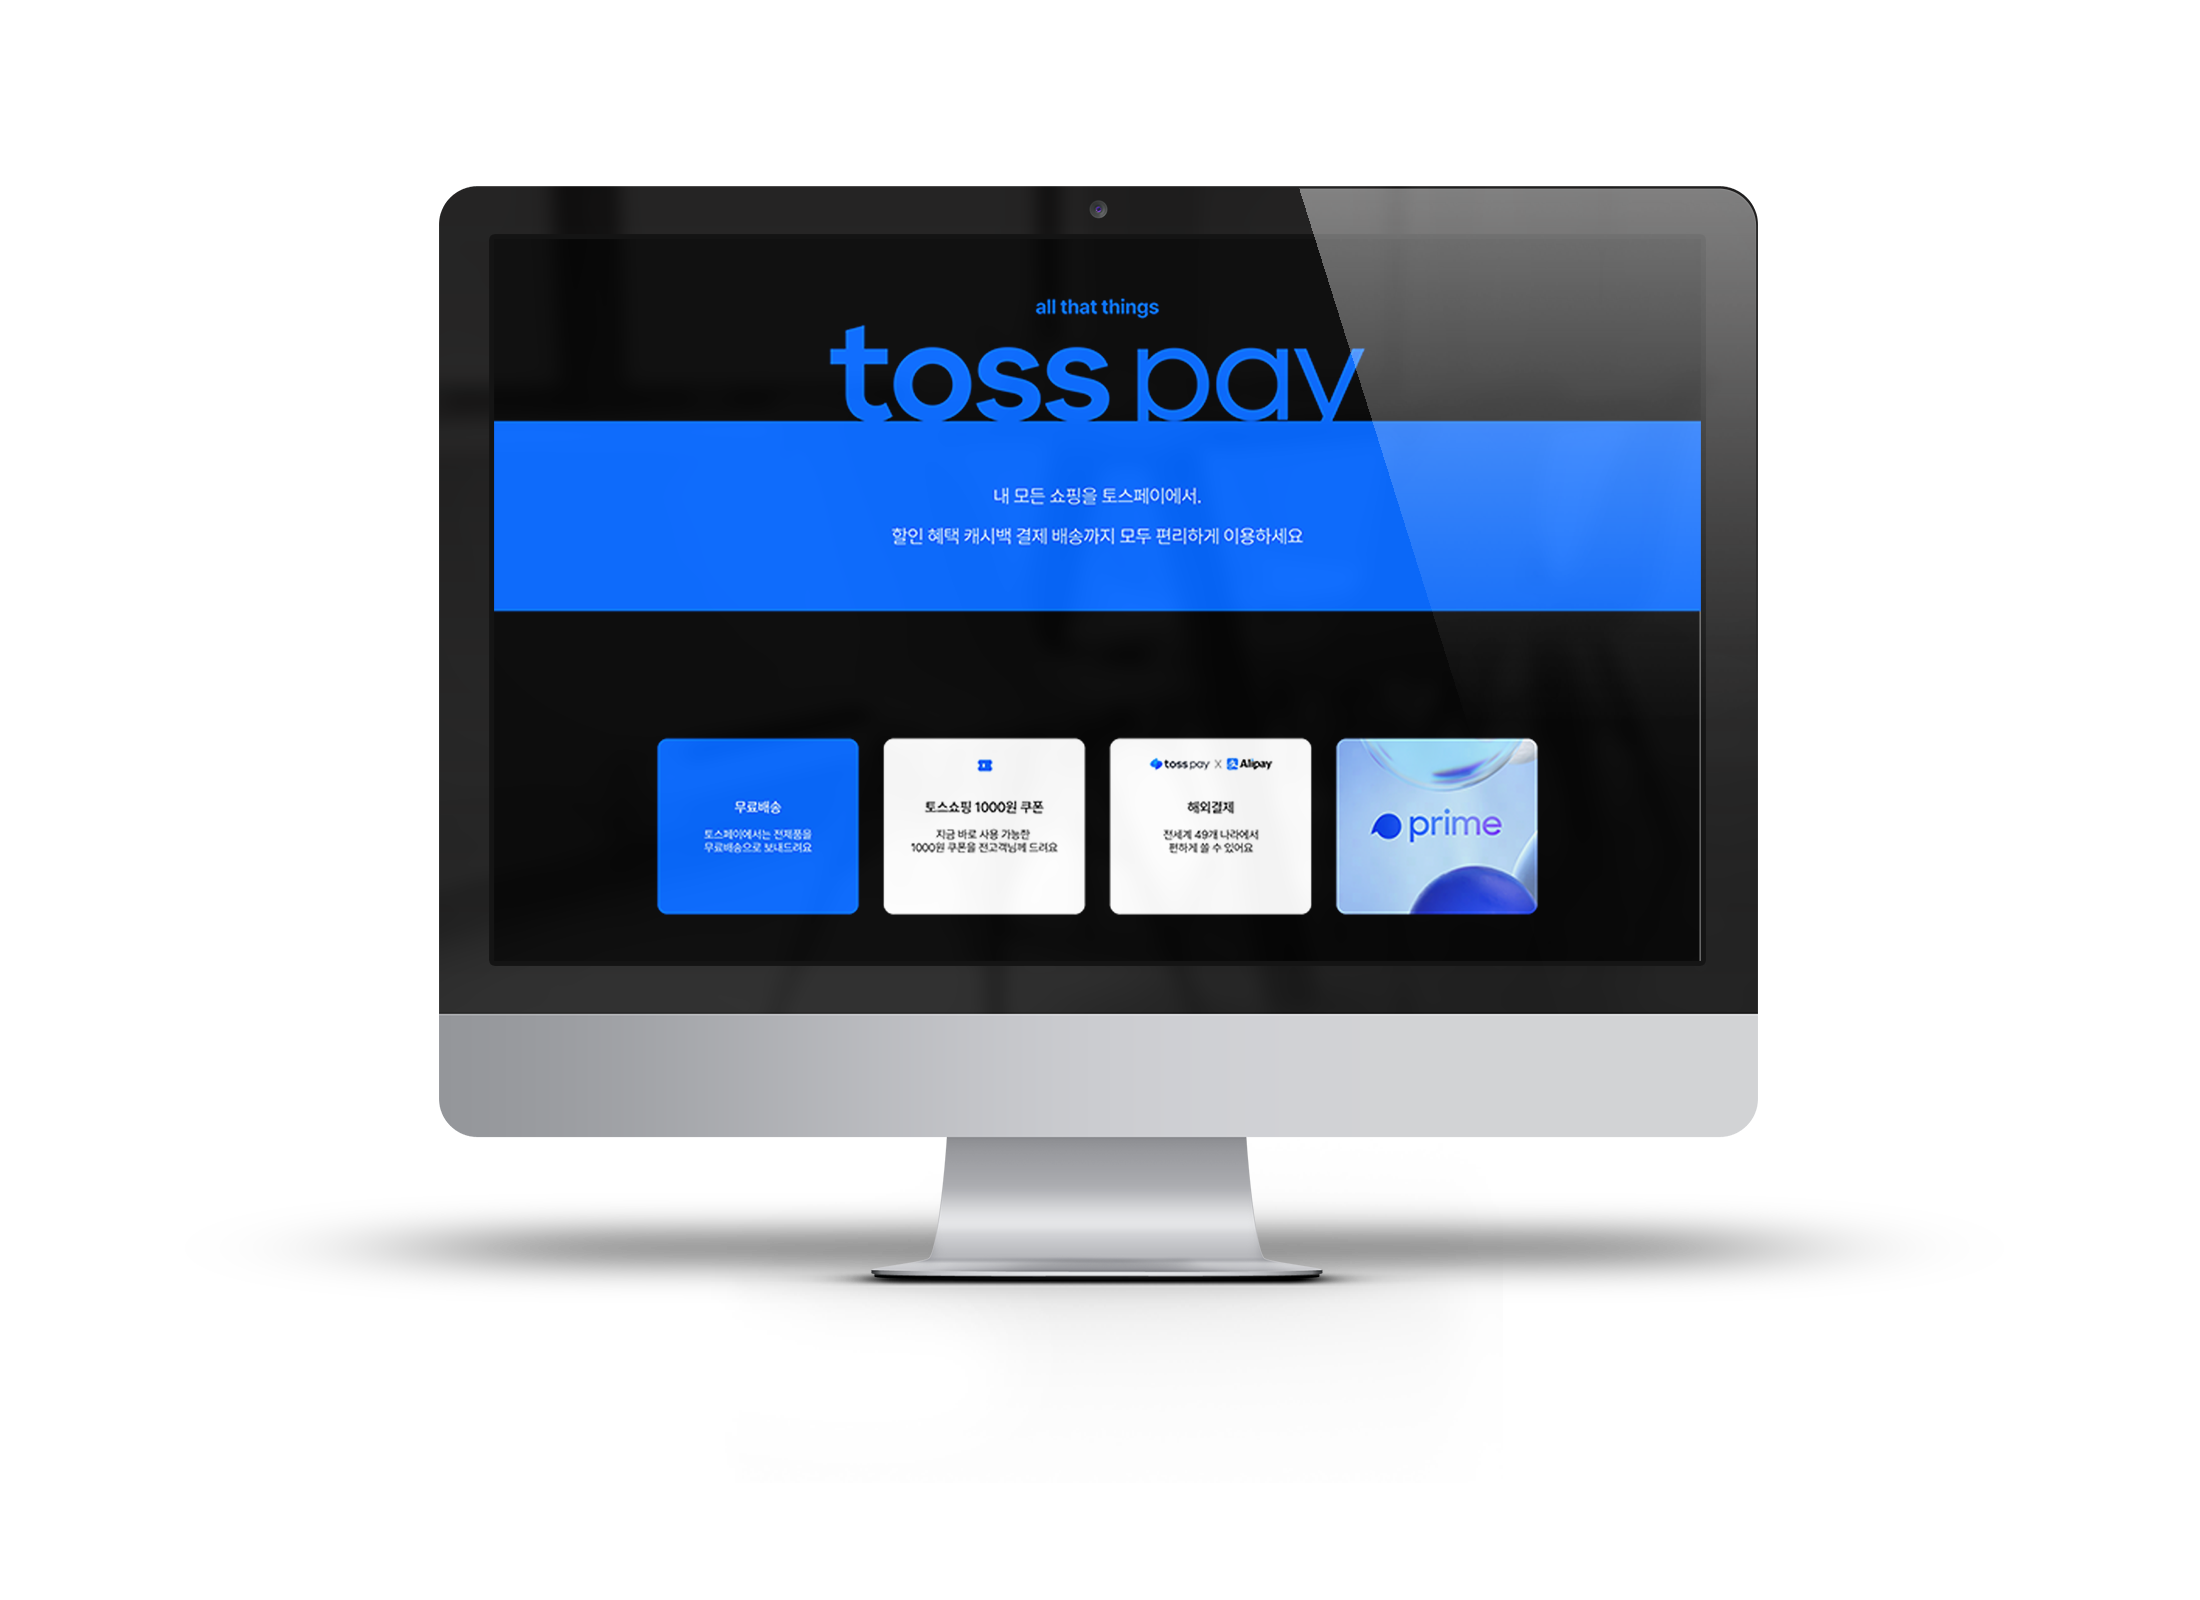 all that things
toss pay
내 모든 쇼핑을 토스페이에서.
할인 혜택 캐시백 결제 배송까지 모두 편리하게 이용하세요
무료배송
토스페이에서는 전제품을
무료배송으로 보내드려요
토스쇼핑 1000원 쿠폰
지금 바로 사용 가능한
1000원 쿠폰을 전고객님께 드려요
toss pay X Alipay
해외결제
전세계 49개 나라에서
편하게 쓸 수 있어요
prime